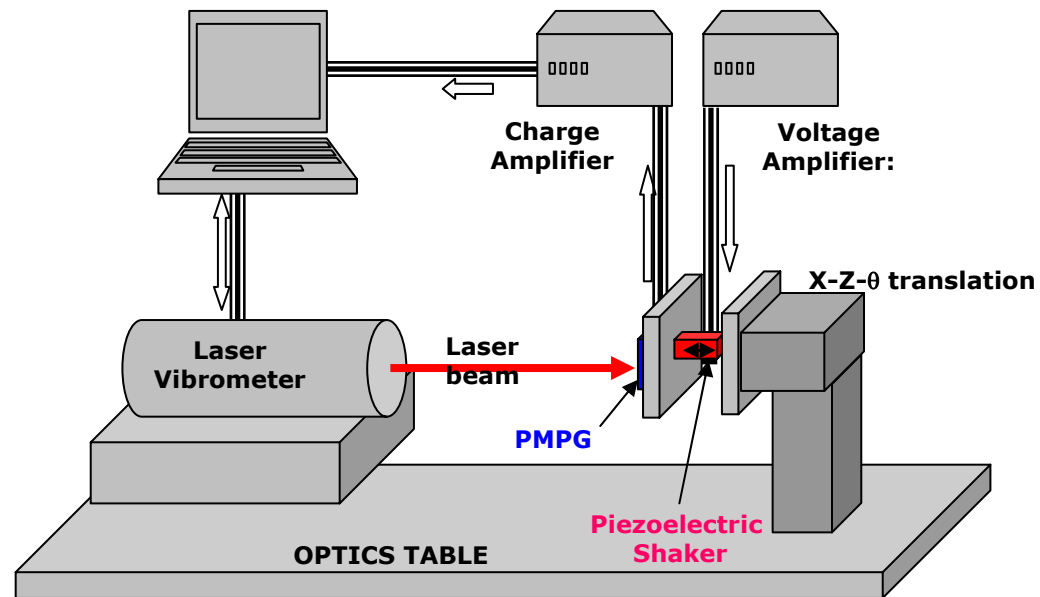 Charge
Amplifier
Voltage
Amplifier:
X-Z-θ translation
Laser
Vibrometer
Laser
beam
PMPG
Piezoelectric
Shaker
OPTICS TABLE